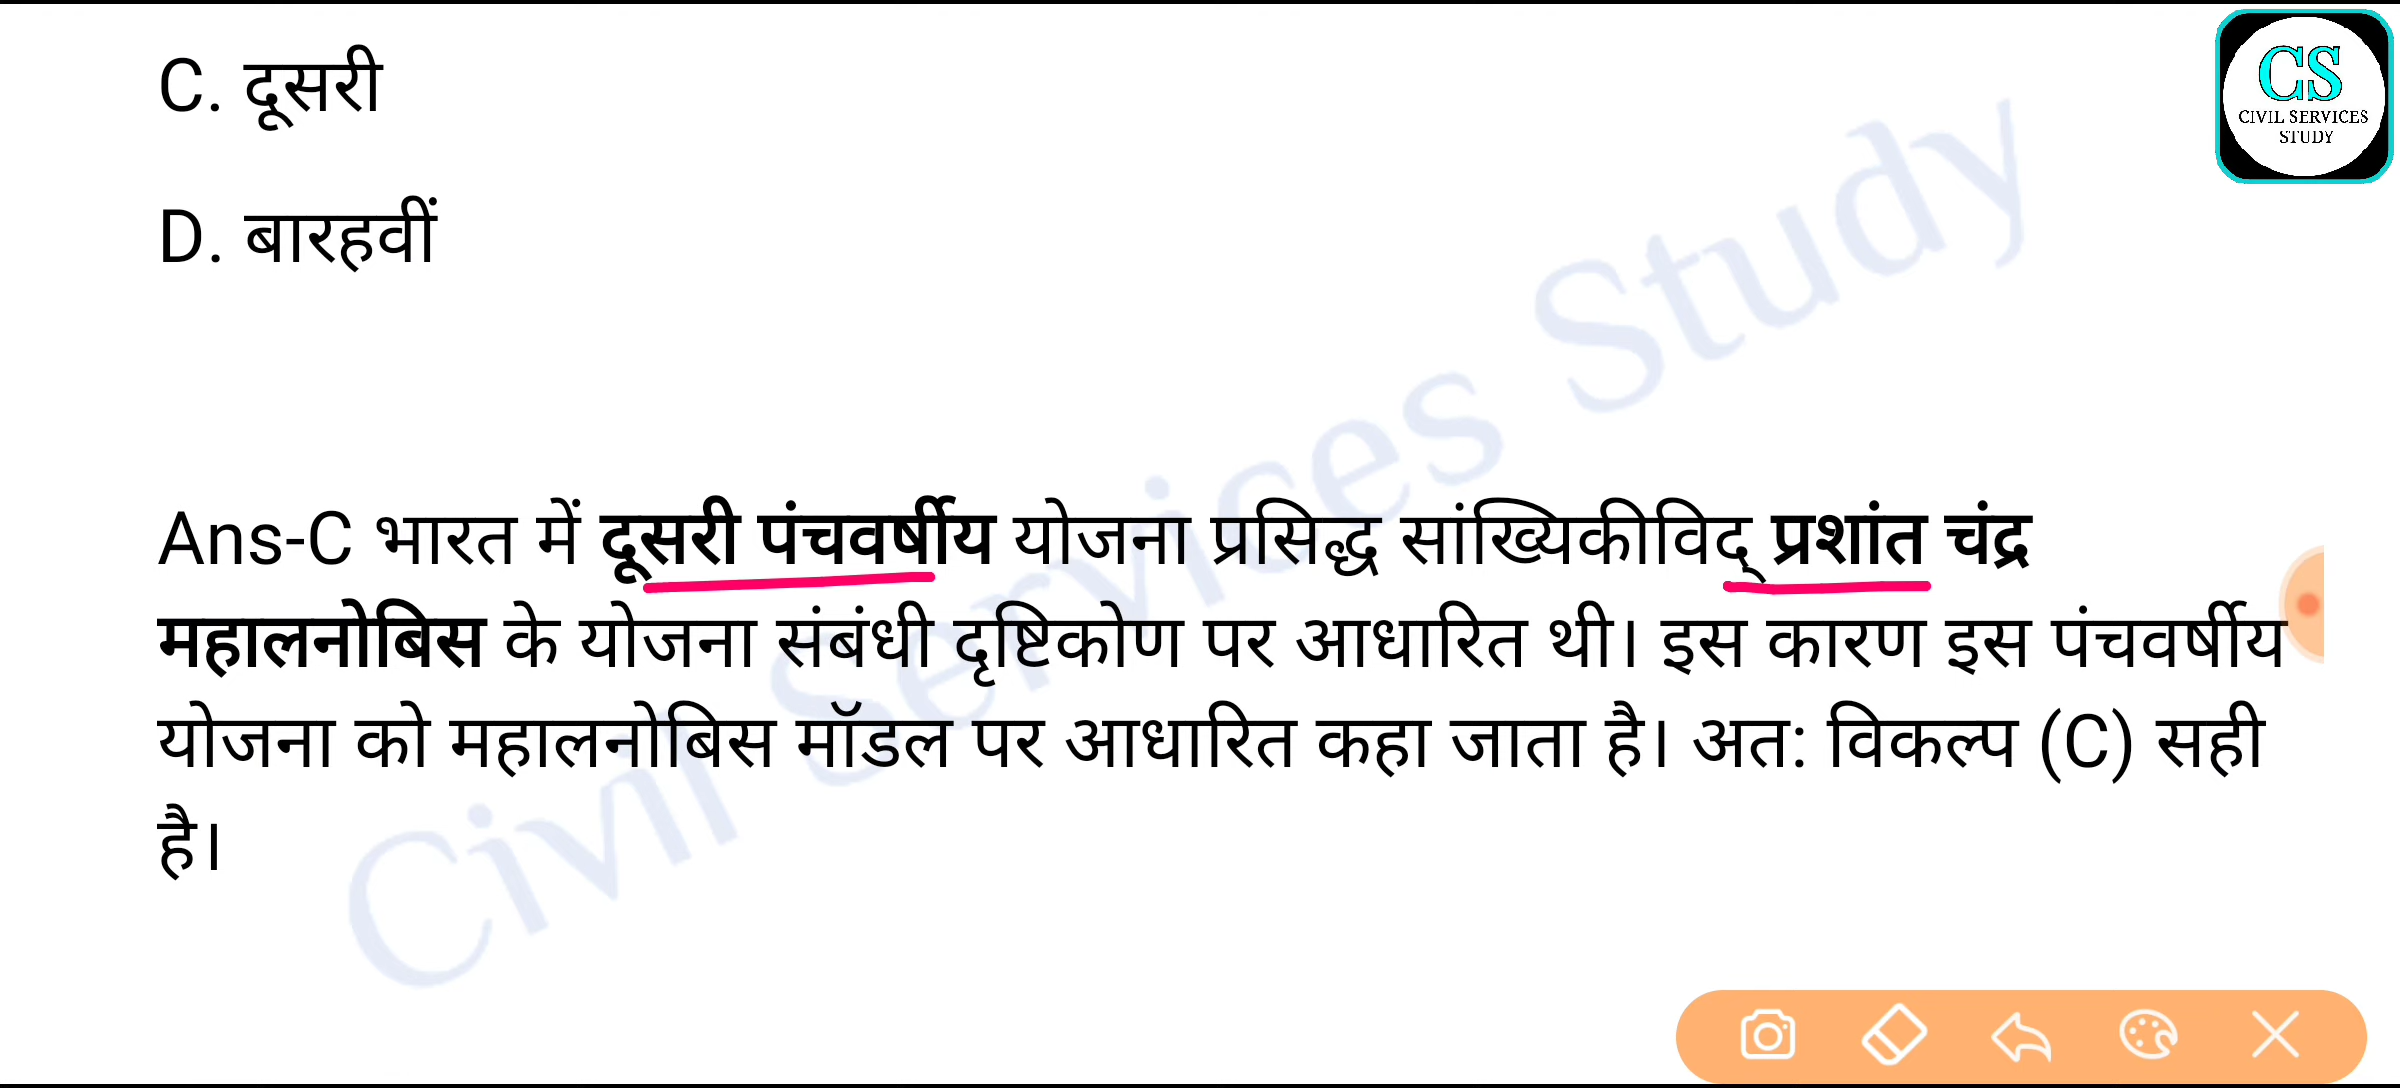 C. दूसरी
CS
CIVIL SERVICES
STUDY
D. बारहवीं
Ans-C भारत में दूसरी पंचवर्षीय योजना प्रसिद्ध सांख्यिकीविद् प्रशांत चंद्र
महालनोबिस के योजना संबंधी दृष्टिकोण पर आधारित थी। इस कारण इस पंचवर्षीय
योजना को महालनोबिस मॉडल पर आधारित कहा जाता है। अत: विकल्प (C) सही
है।
Civil Services Study